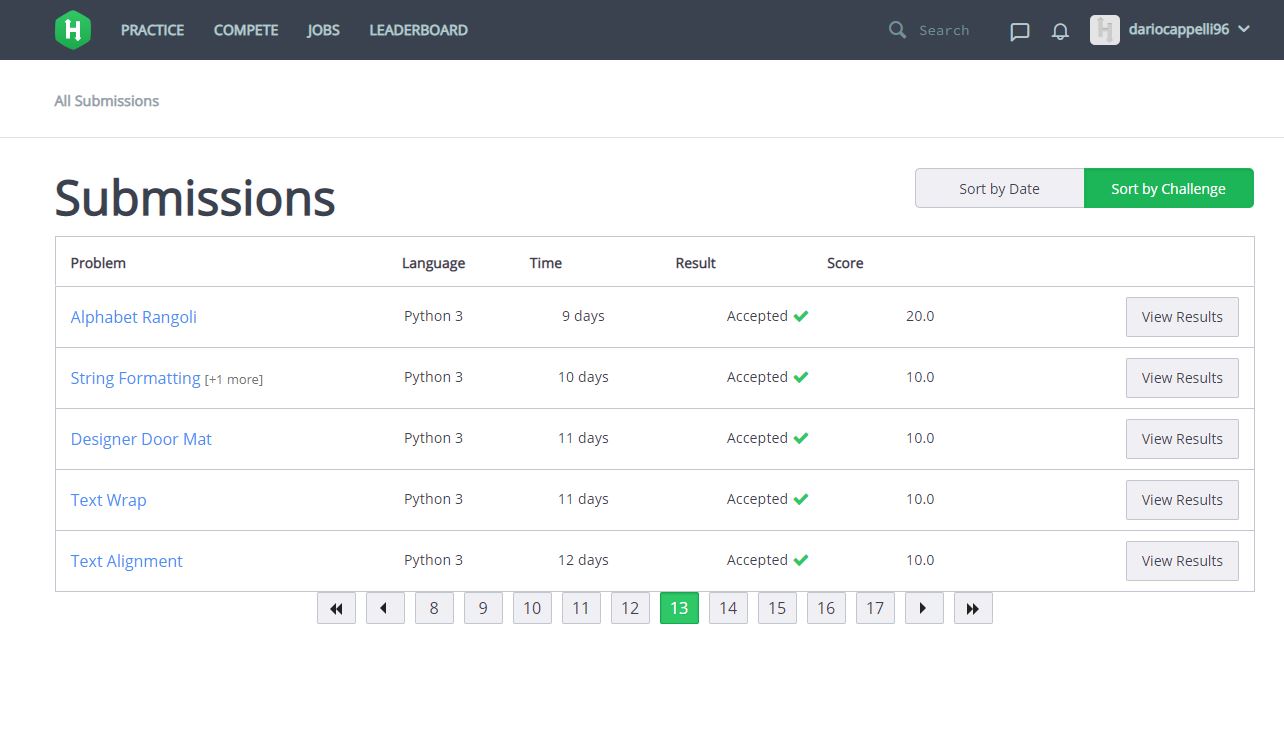 H PRACTICE COMPETE JOBS LEADERBOARD Search dariocappelli96
All Submissions
Submissions
Sort by Date Sort by Challenge
Problem Language Time Result Score
Alphabet Rangoli Python 3 9 days Accepted 20.0 View Results
String Formatting [+1 more] Python 3 10 days Accepted 10.0 View Results
Designer Door Mat Python 3 11 days Accepted 10.0 View Results
Text Wrap Python 3 11 days Accepted 10.0 View Results
Text Alignment Python 3 12 days Accepted 10.0 View Results
8 9 10 11 12 13 14 15 16 17